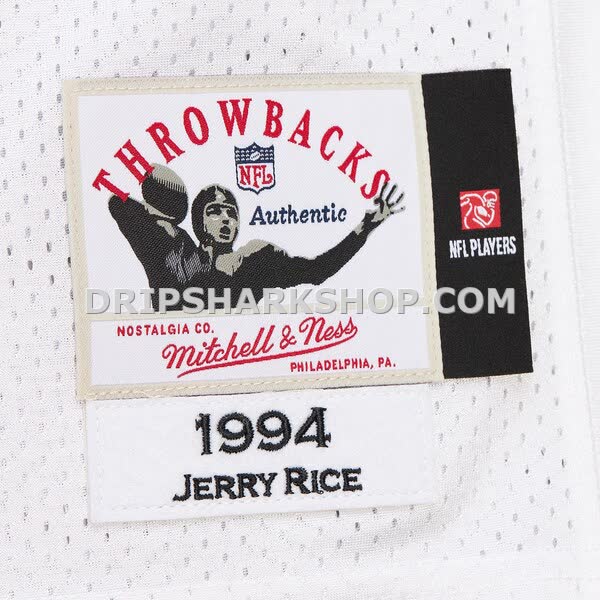 THROWBACKS
NFL
Authentic
NFL PLAYERS
DRIPSHARKSHOP.COM
NOSTALGIA CO.
Mitchell & Ness
PHILADELPHIA, PA.
1994
JERRY RICE